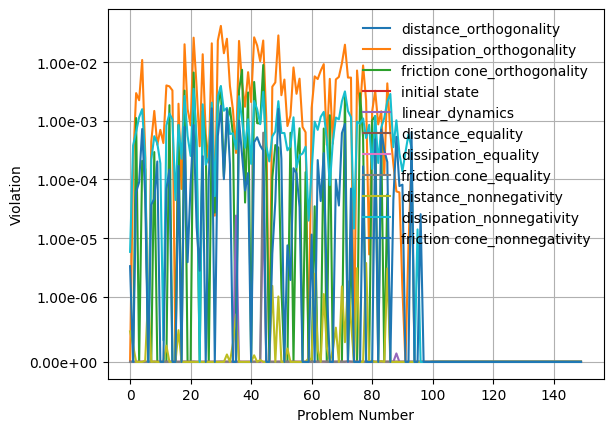 distance_orthogonality
dissipation_orthogonality
friction cone_orthogonality
initial state
linear_dynamics
distance_equality
dissipation_equality
friction cone_equality
distance_nonnegativity
dissipation_nonnegativity
friction cone_nonnegativity
1.00e-02
1.00e-03
1.00e-04
1.00e-05
1.00e-06
0.00e+00
Violation
0 20 40 60 80 100 120 140
Problem Number